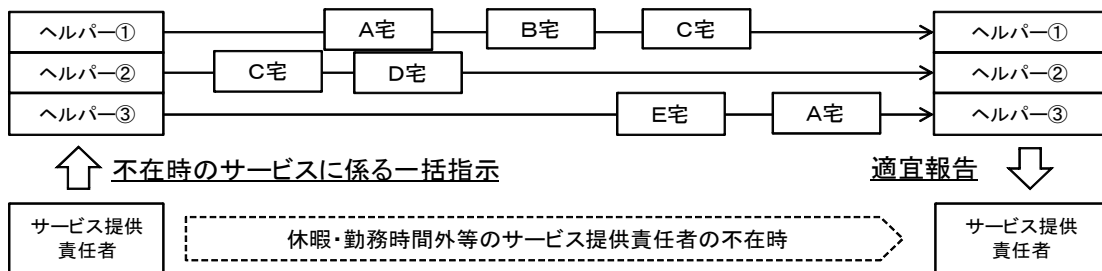 ヘルパー① A宅 B宅 C宅 ヘルパー①
ヘルパー② C宅 D宅 ヘルパー②
ヘルパー③ E宅 A宅 ヘルパー③
不在時のサービスに係る一括指示 適宜報告
サービス提供
責任者
休暇・勤務時間外等のサービス提供責任者の不在時
サービス提供
責任者